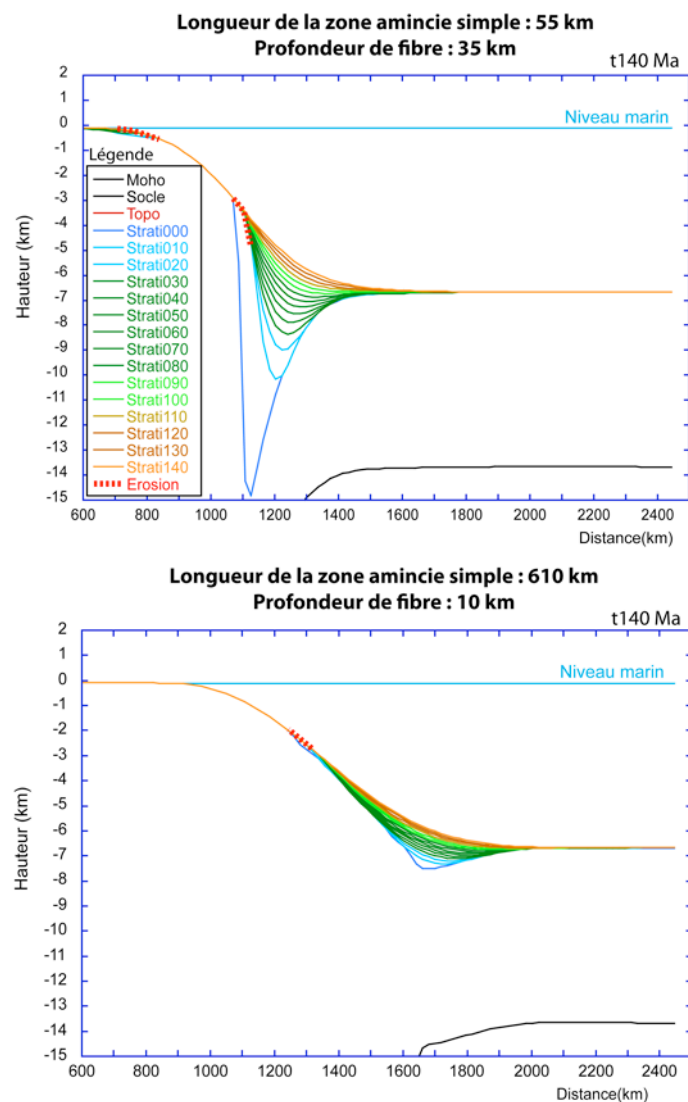 Longueur de la zone amincie simple : 55 km
Profondeur de fibre : 35 km
t140 Ma
2
1
0
-1
-2
-3
-4
-5
-6
-7
-8
-9
-10
-11
-12
-13
-14
-15
Hauteur (km)
Niveau marin
Légende
Moho
Socle
Topo
Strati000
Strati010
Strati020
Strati030
Strati040
Strati050
Strati060
Strati070
Strati080
Strati090
Strati100
Strati110
Strati120
Strati130
Strati140
Erosion
600 800 1000 1200 1400 1600 1800 2000 2200 2400
Distance(km)
Longueur de la zone amincie simple : 610 km
Profondeur de fibre : 10 km
t140 Ma
2
1
0
-1
-2
-3
-4
-5
-6
-7
-8
-9
-10
-11
-12
-13
-14
-15
Hauteur (km)
Niveau marin
600 800 1000 1200 1400 1600 1800 2000 2200 2400
Distance(km)